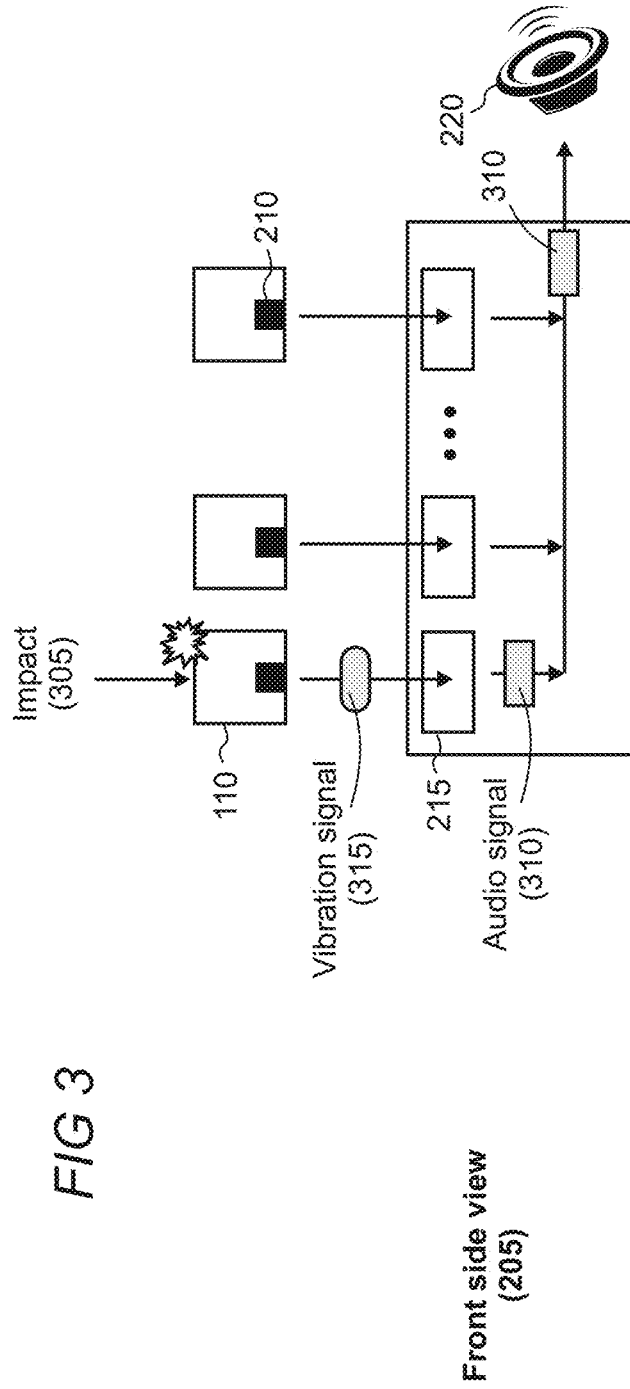 FIG 3
Front side view
(205)
Impact
(305)
110
210
Vibration signal
(315)
215
Audio signal
(310)
310
220